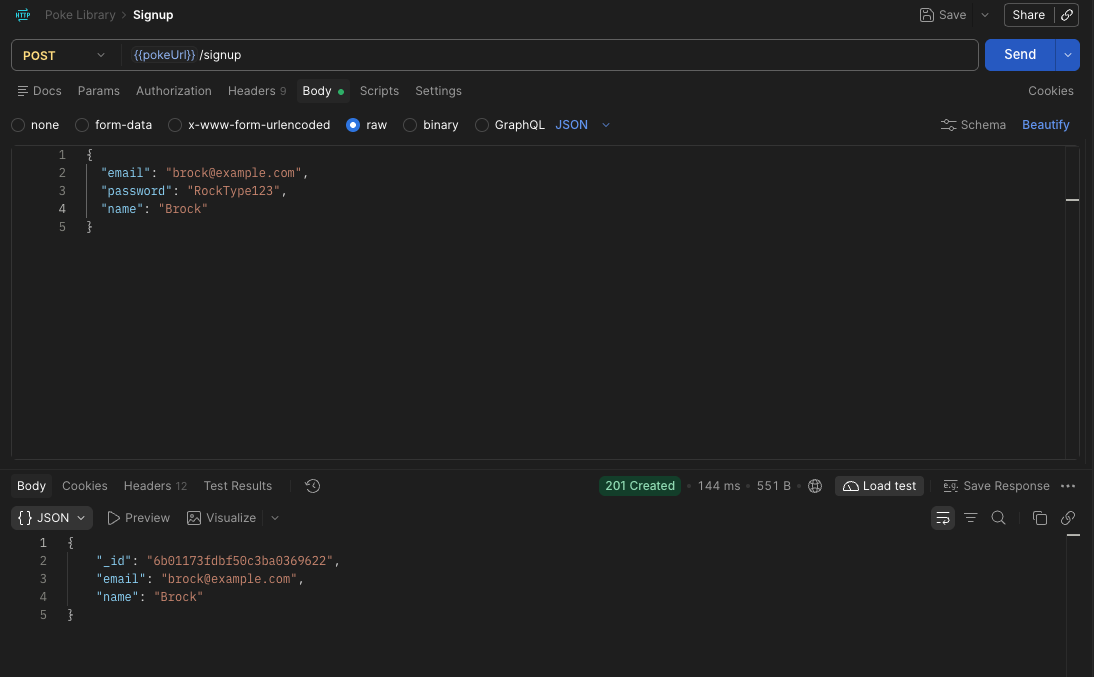 HTTP Poke Library › Signup Save Share
POST {{pokeUrl}} /signup Send
Docs Params Authorization Headers 9 Body Scripts Settings Cookies
none form-data x-www-form-urlencoded raw binary GraphQL JSON Schema Beautify
1 {
2 "email": "brock@example.com",
3 "password": "RockType123",
4 "name": "Brock"
5 }
Body Cookies Headers 12 Test Results 201 Created 144 ms 551 B Load test e.g. Save Response
{} JSON Preview Visualize
1 {
2 "_id": "6b01173fdbf50c3ba0369622",
3 "email": "brock@example.com",
4 "name": "Brock"
5 }